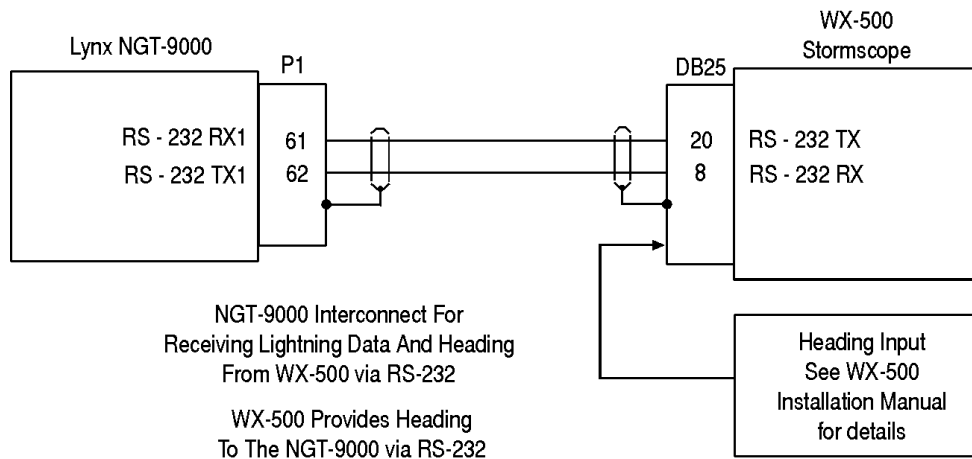 Lynx NGT-9000
P1
RS - 232 RX1
61
RS - 232 TX1
62
WX-500
Stormscope
DB25
20
RS - 232 TX
8
RS - 232 RX
NGT-9000 Interconnect For
Receiving Lightning Data And Heading
From WX-500 via RS-232
WX-500 Provides Heading
To The NGT-9000 via RS-232
Heading Input
See WX-500
Installation Manual
for details